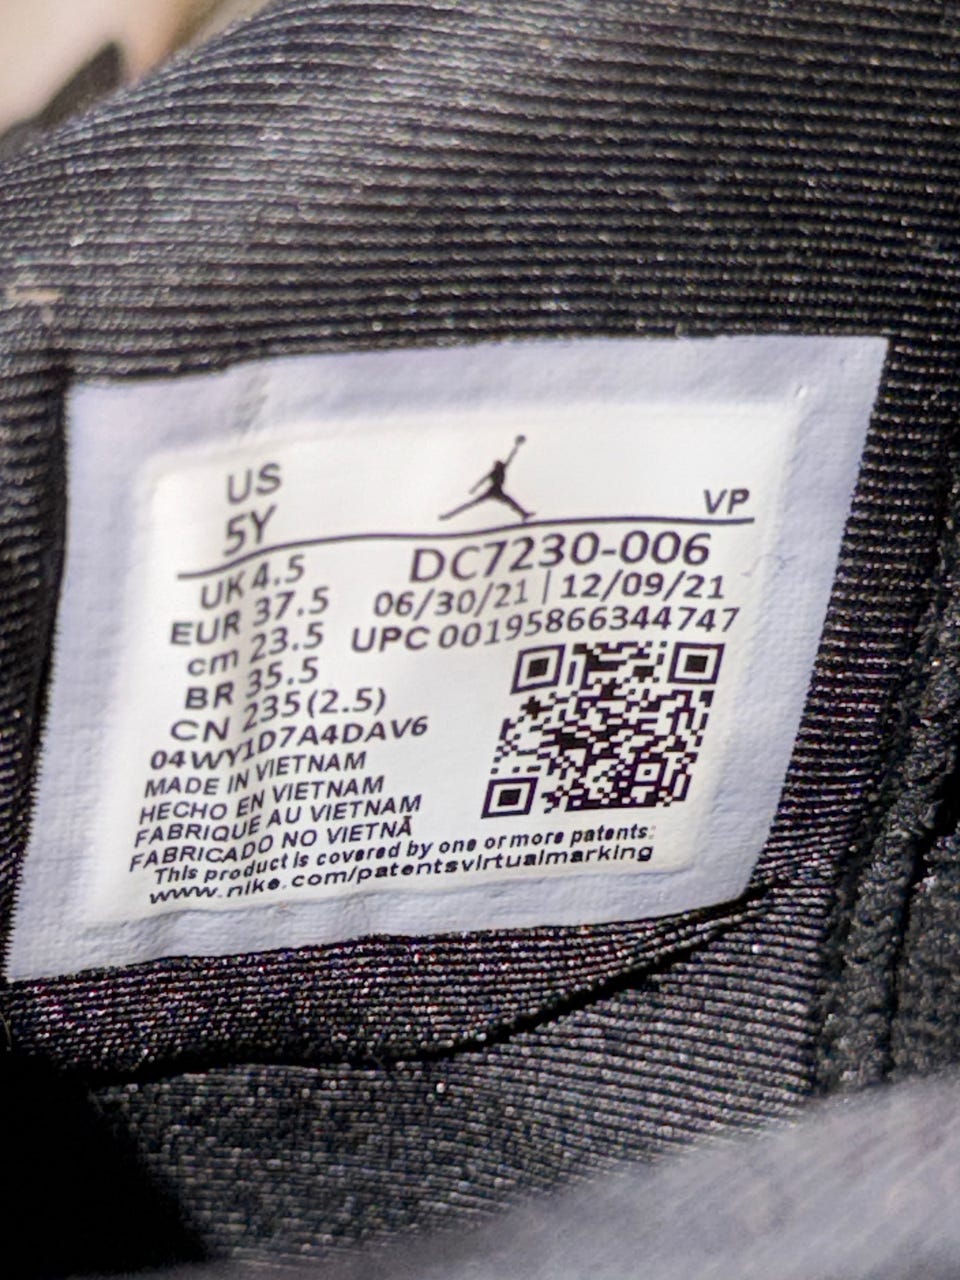 US
5Y
VP
UK 4.5
EUR 37.5
cm 23.5
BR 35.5
CN 235(2.5)
DC7230-006
06/30/21 | 12/09/21
UPC 00195866344747
04WY1D7A4DAV6
MADE IN VIETNAM
HECHO EN VIETNAM
FABRIQUE AU VIETNAM
FABRICADO NO VIETNÃ
This product is covered by one or more patents:
www.nike.com/patentsvirtualmarking